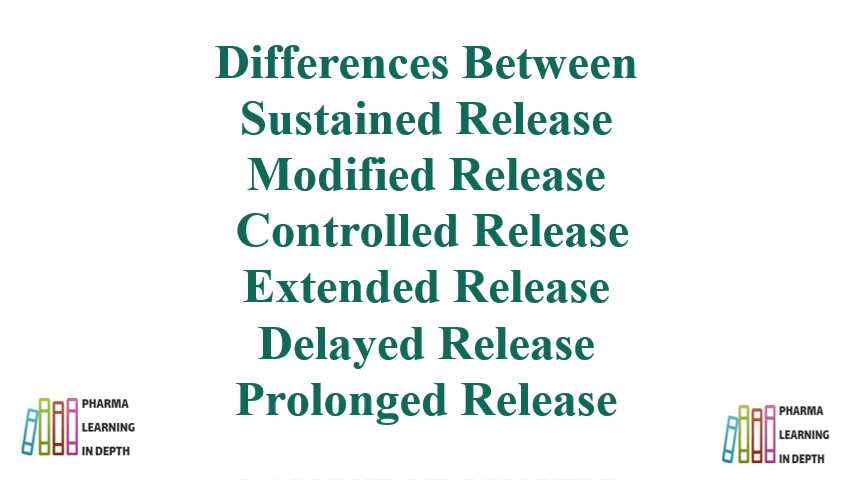 Differences Between
Sustained Release
Modified Release
Controlled Release
Extended Release
Delayed Release
Prolonged Release
PHARMA
LEARNING
IN DEPTH
PHARMA
LEARNING
IN DEPTH